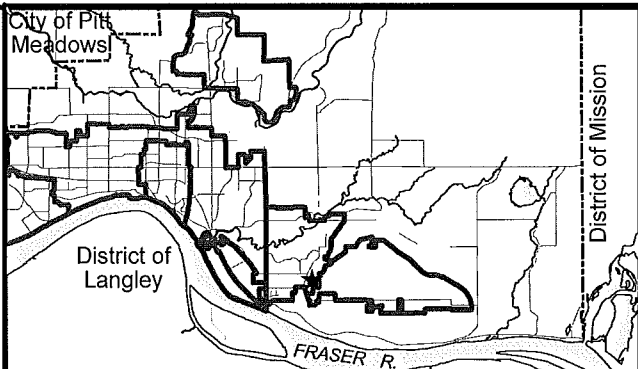 City of Pitt
Meadows
District of Mission
District of
Langley
FRASER R.